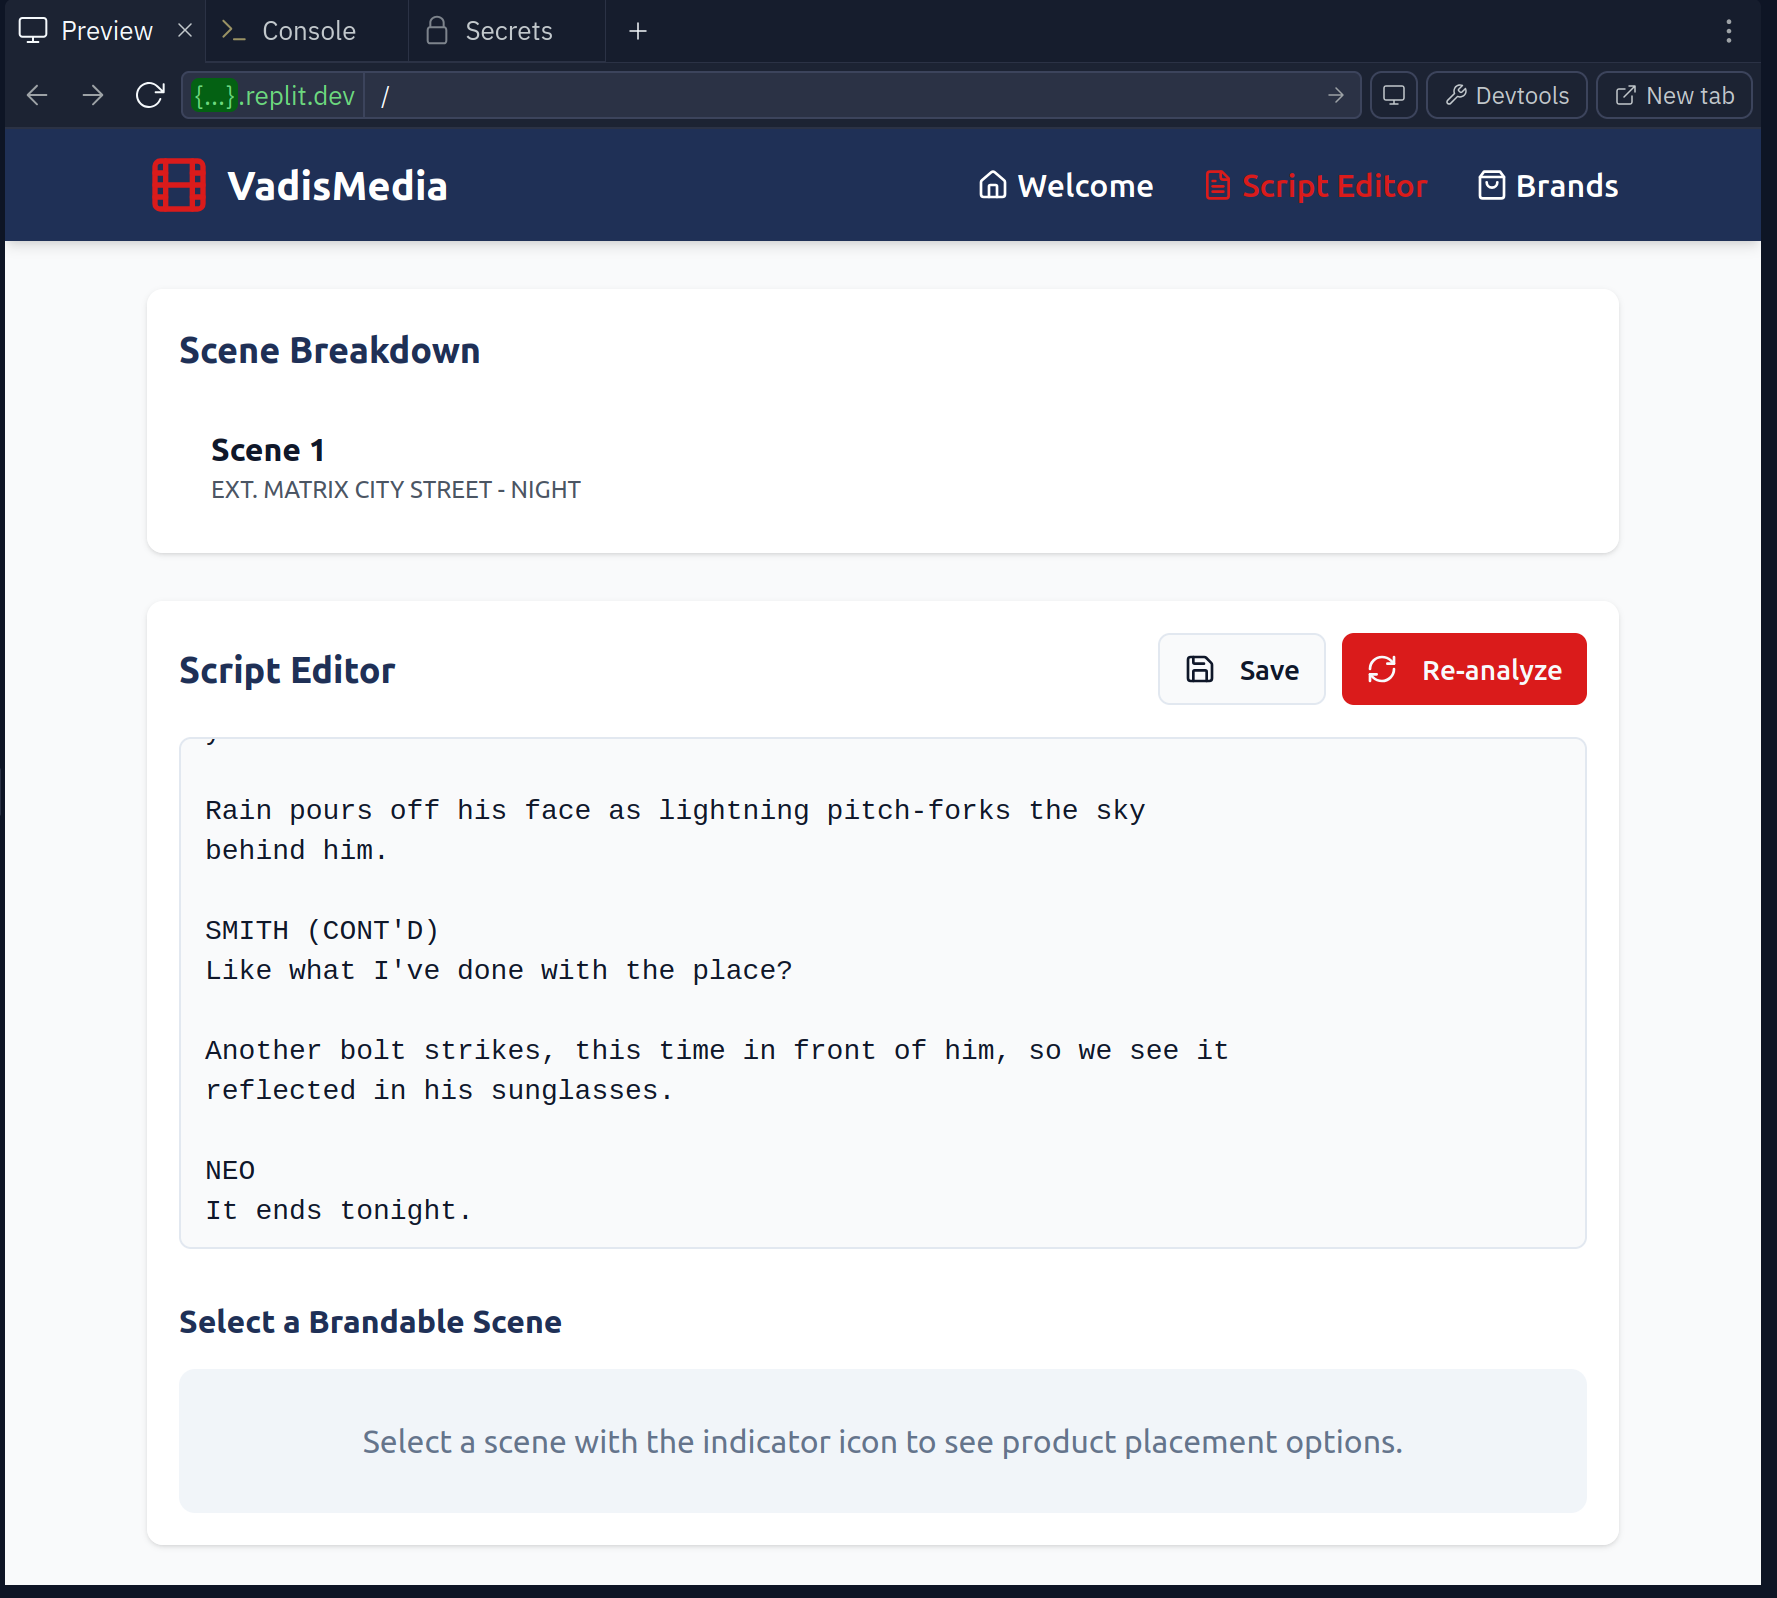 Preview
Console
Secrets
{...}.replit.dev
/
Devtools
New tab
VadisMedia
Welcome
Script Editor
Brands
Scene Breakdown
Scene 1
EXT. MATRIX CITY STREET - NIGHT
Script Editor
Save
Re-analyze
Rain pours off his face as lightning pitch-forks the sky
behind him.
SMITH (CONT'D)
Like what I've done with the place?
Another bolt strikes, this time in front of him, so we see it
reflected in his sunglasses.
NEO
It ends tonight.
Select a Brandable Scene
Select a scene with the indicator icon to see product placement options.